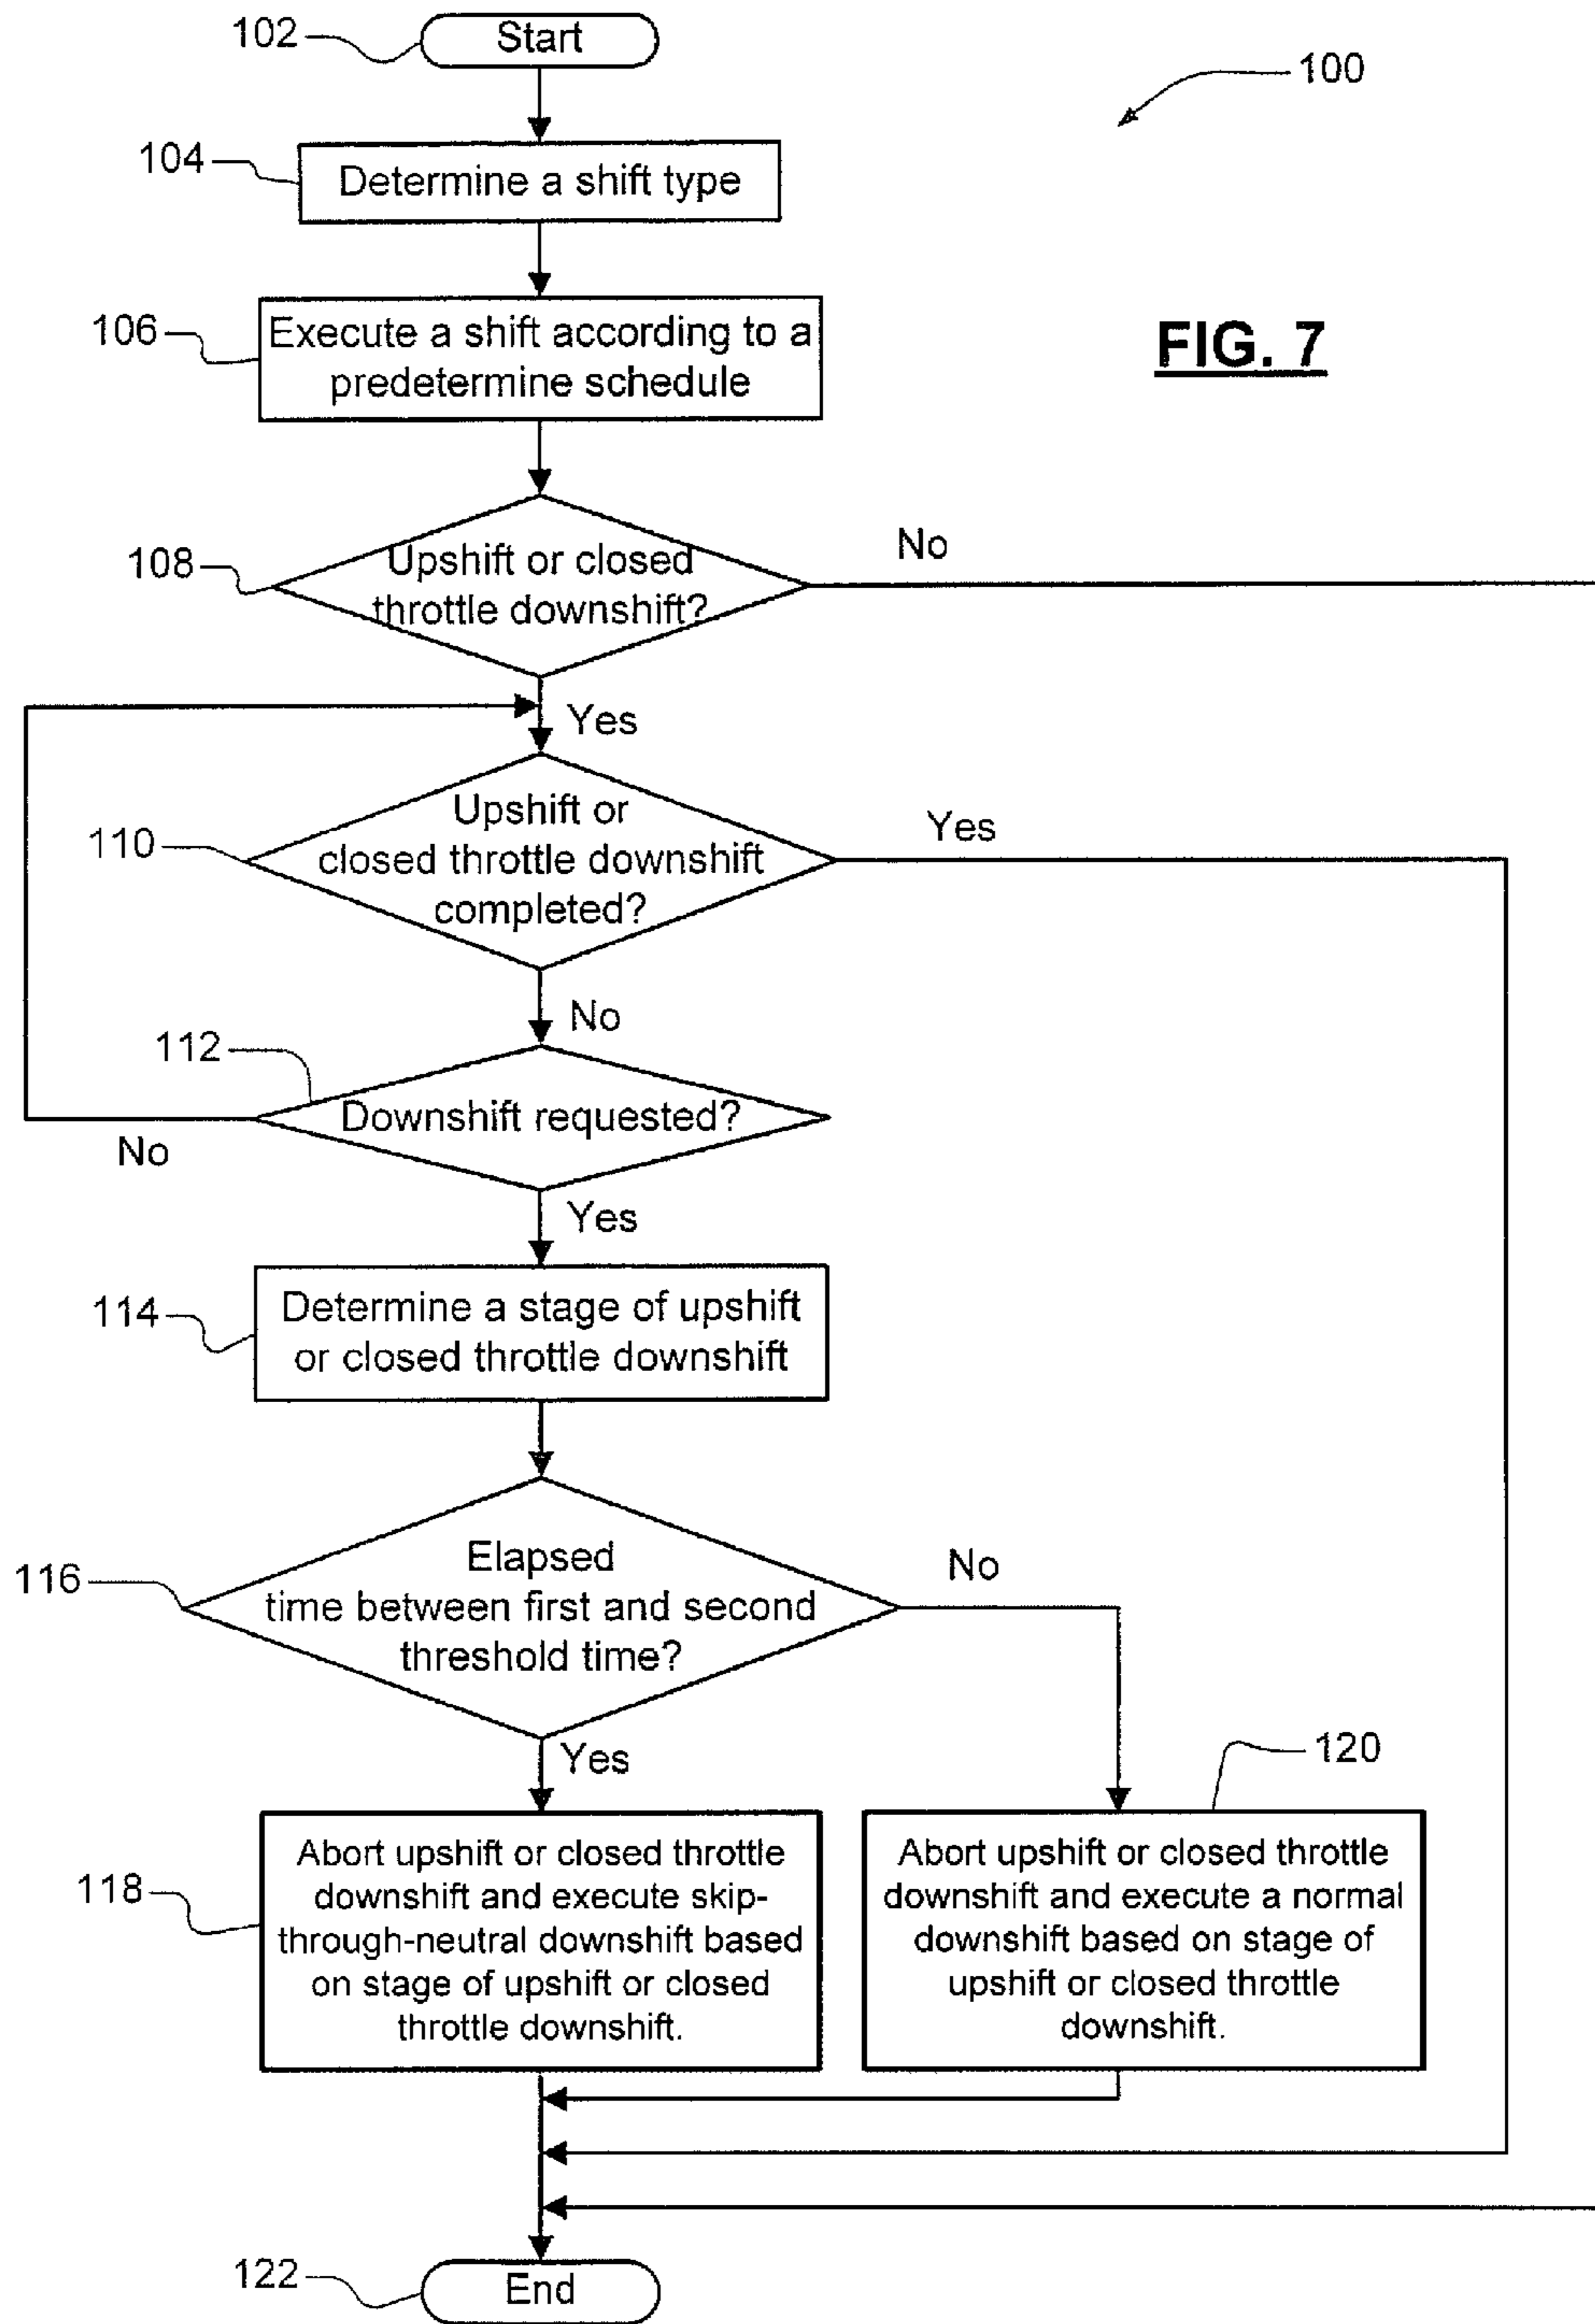 102
Start
100
104
Determine a shift type
106
Execute a shift according to a
predetermine schedule
FIG. 7
108
Upshift or closed
throttle downshift?
No
Yes
110
Upshift or
closed throttle downshift
completed?
Yes
No
112
Downshift requested?
No
Yes
114
Determine a stage of upshift
or closed throttle downshift
116
Elapsed
time between first and second
threshold time?
No
Yes
120
118
Abort upshift or closed throttle
downshift and execute skip-
through-neutral downshift based
on stage of upshift or closed
throttle downshift.
Abort upshift or closed throttle
downshift and execute a normal
downshift based on stage of
upshift or closed throttle
downshift.
122
End